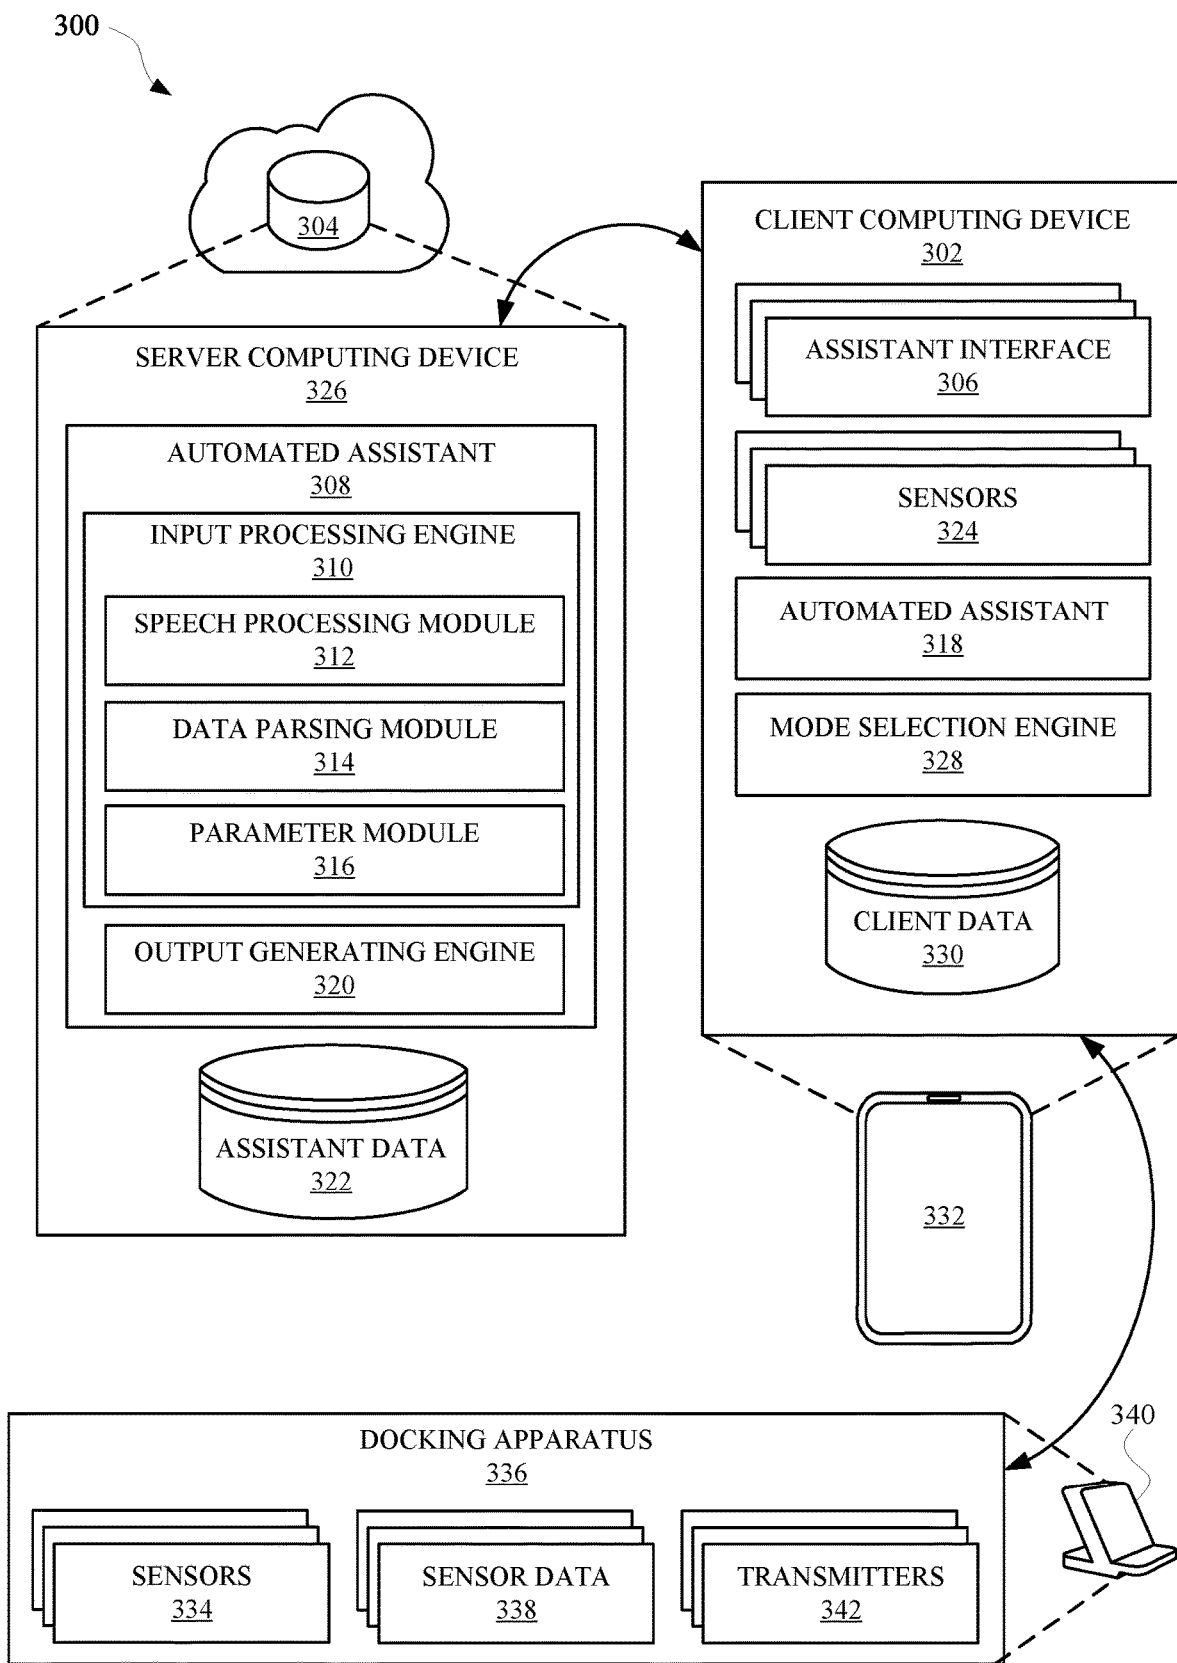 300
304
SERVER COMPUTING DEVICE
326
AUTOMATED ASSISTANT
308
INPUT PROCESSING ENGINE
310
SPEECH PROCESSING MODULE
312
DATA PARSING MODULE
314
PARAMETER MODULE
316
OUTPUT GENERATING ENGINE
320
ASSISTANT DATA
322
CLIENT COMPUTING DEVICE
302
ASSISTANT INTERFACE
306
SENSORS
324
AUTOMATED ASSISTANT
318
MODE SELECTION ENGINE
328
CLIENT DATA
330
332
DOCKING APPARATUS
336
SENSORS
334
SENSOR DATA
338
TRANSMITTERS
342
340